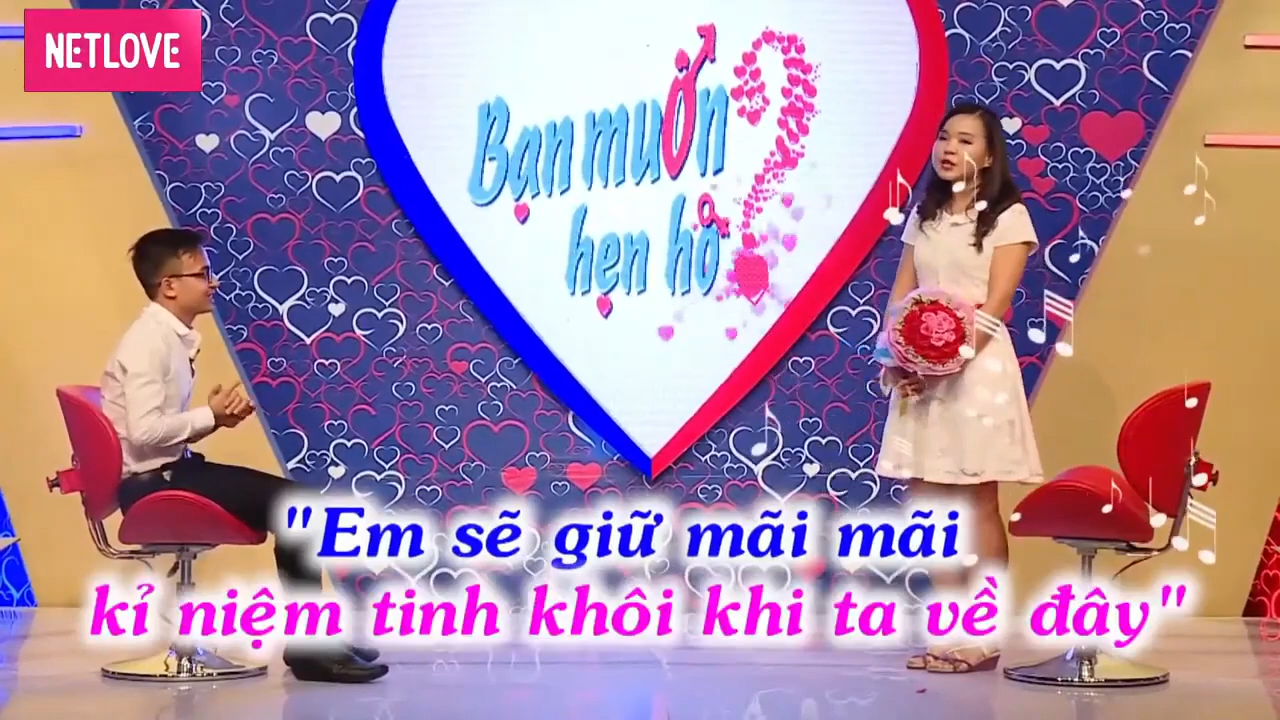 NETLOVE
Bạn muốn
hẹn hò
"Em sẽ giữ mãi mãi
kỉ niệm tinh khôi khi ta về đây"